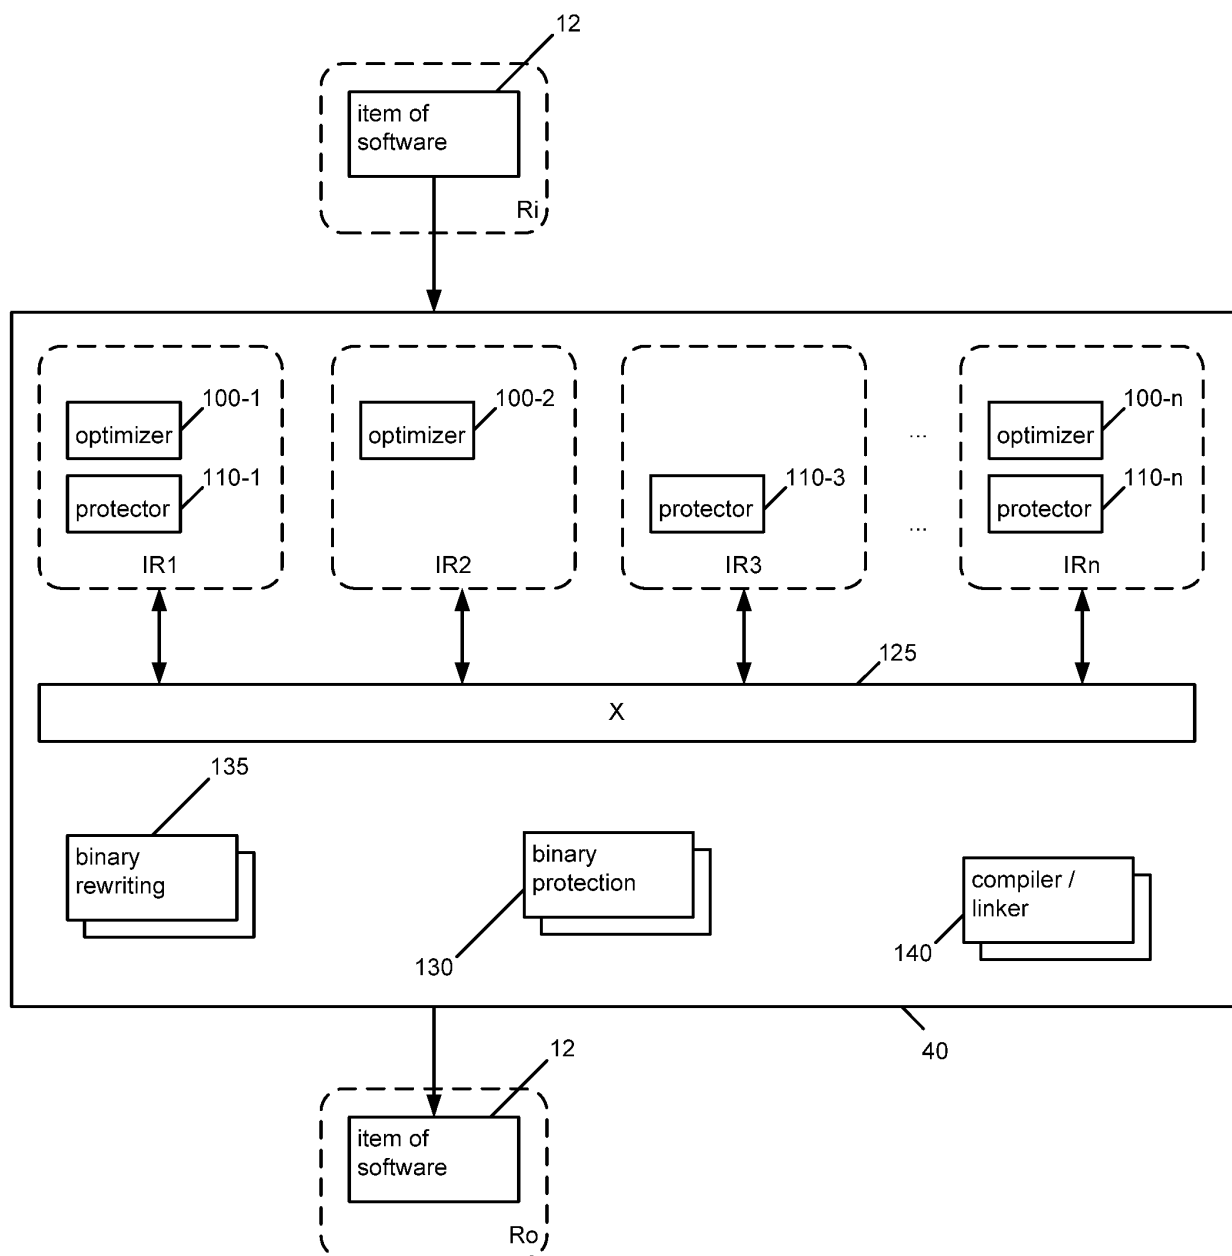 12
item of
software
Ri
optimizer
100-1
optimizer
100-2
...
optimizer
100-n
protector
110-1
protector
110-3
...
protector
110-n
IR1
IR2
IR3
IRn
125
X
135
binary
rewriting
binary
protection
130
compiler /
linker
140
40
12
item of
software
Ro